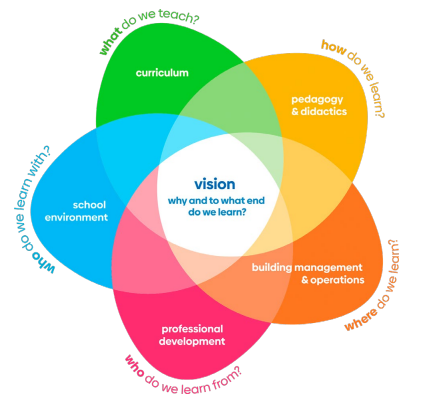 what do we teach?
curriculum
how do we learn?
pedagogy
& didactics
who do we learn with?
school
environment
vision
why and to what end
do we learn?
building management
& operations
where do we learn?
professional
development
who do we learn from?